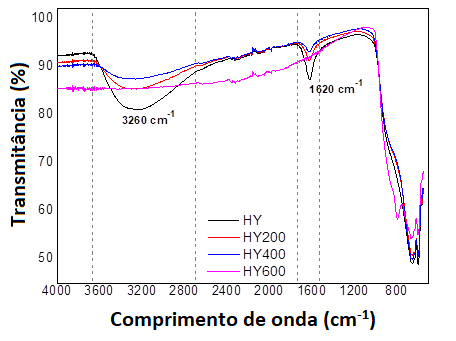 Transmitância (%)
100
90
80
70
60
50
3260 cm-1
1620 cm-1
HY
HY200
HY400
HY600
4000 3600 3200 2800 2400 2000 1600 1200 800
Comprimento de onda (cm-1)